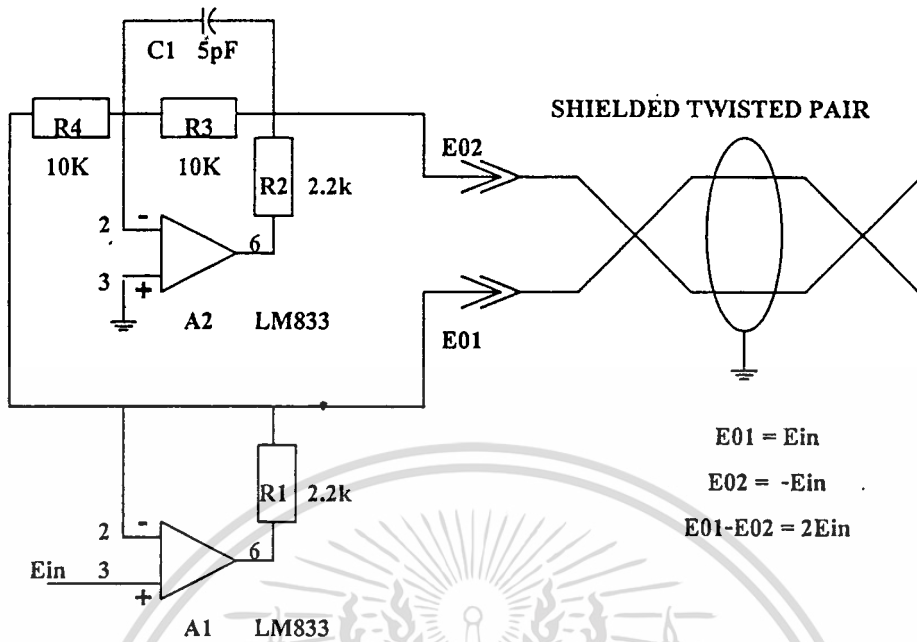 C1 5pF
R4
R3
10K
10K
R2 2.2k
2 -
6
3
+
A2 LM833
E02
SHIELDED TWISTED PAIR
E01
R1 2.2k
2 -
6
Ein 3
+
A1 LM833
E01 = Ein
E02 = -Ein
E01-E02 = 2Ein